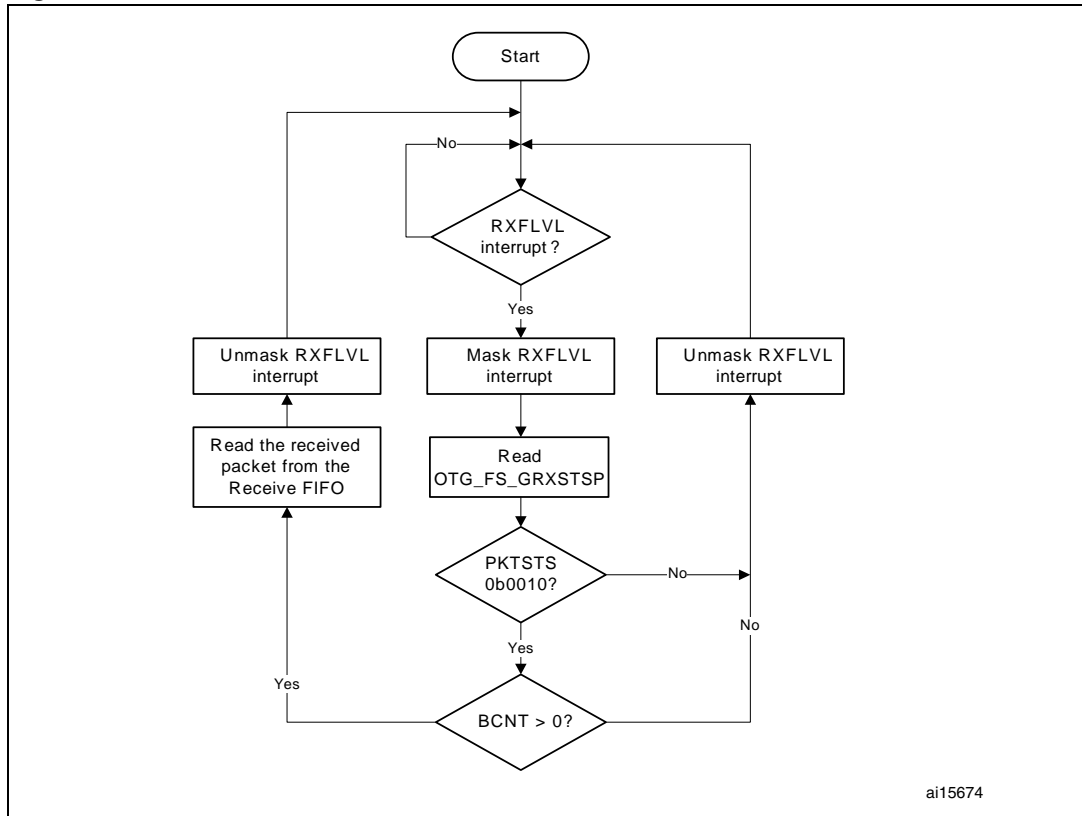 Start
No
RXFLVL
interrupt?
Yes
Unmask RXFLVL
interrupt
Mask RXFLVL
interrupt
Unmask RXFLVL
interrupt
Read the received
packet from the
Receive FIFO
Read
OTG_FS_GRXSTSP
PKTSTS
0b0010?
No
No
Yes
Yes
BCNT > 0?
ai15674